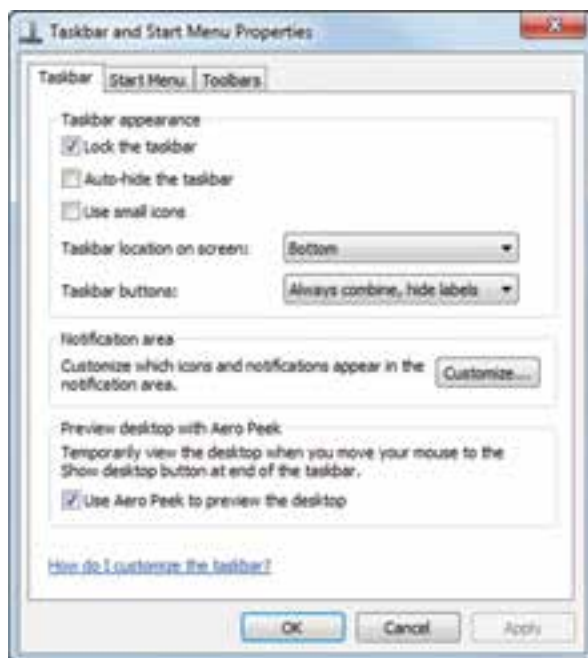 Taskbar and Start Menu Properties
Taskbar Start Menu Toolbars
Taskbar appearance
Lock the taskbar
Auto-hide the taskbar
Use small icons
Taskbar location on screen: Bottom
Taskbar buttons: Always combine, hide labels
Notification area
Customize which icons and notifications appear in the
notification area.
Customize...
Preview desktop with Aero Peek
Temporarily view the desktop when you move your mouse to the
Show desktop button at end of the taskbar.
Use Aero Peek to preview the desktop
How do I customize the taskbar?
OK Cancel Apply